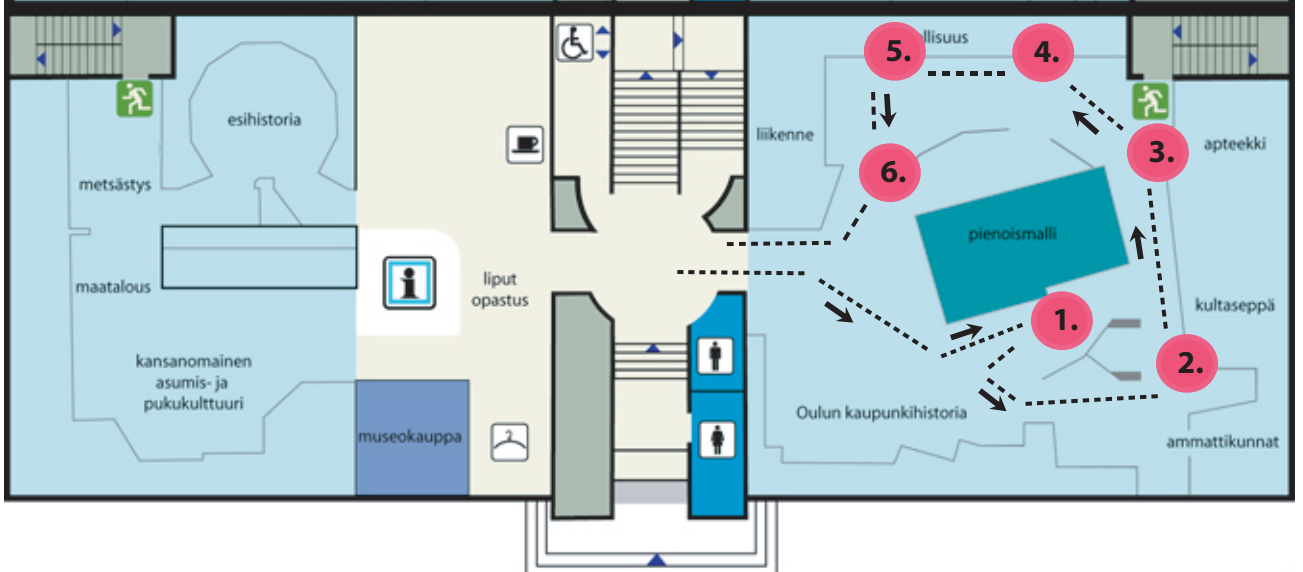 esihistoria
metsästys
maatalous
kansanomainen
asumis- ja
pukukulttuuri
museokauppa
liput
opastus
liikenne
5.
llisuus
4.
3.
apteekki
6.
pienoismalli
1.
kultaseppä
2.
Oulun kaupunkihistoria
ammattikunnat